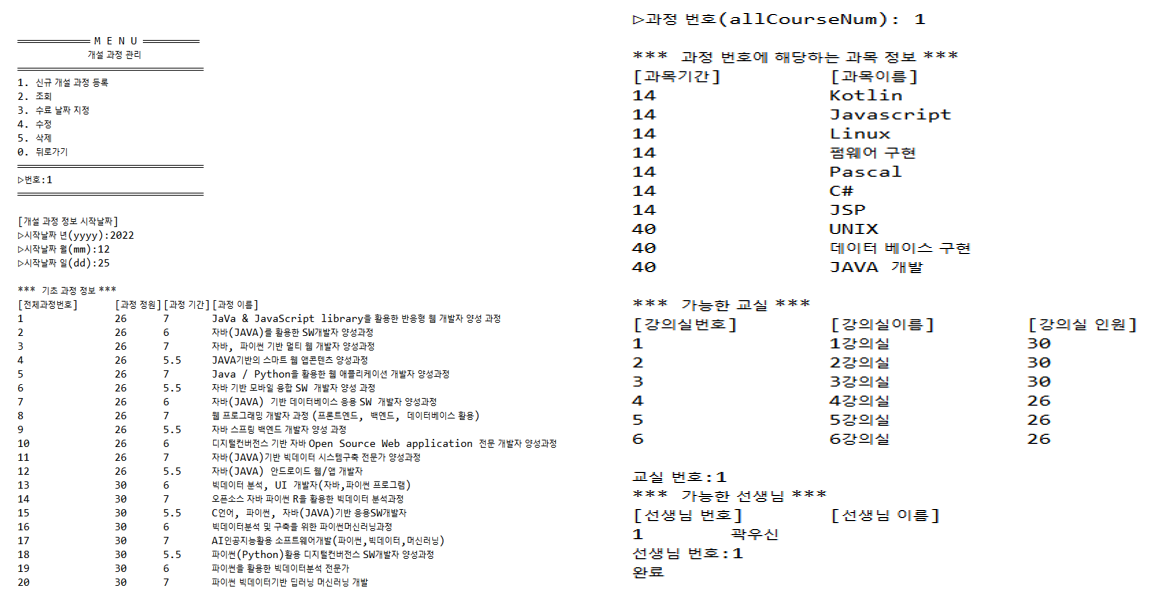 M E N U
개설 과정 관리
1. 신규 개설 과정 등록
2. 조회
3. 수료 날짜 지정
4. 수정
5. 삭제
0. 뒤로가기
▷번호:1
[개설 과정 정보 시작날짜]
▷시작날짜 년(yyyy):2022
▷시작날짜 월(mm):12
▷시작날짜 일(dd):25
*** 기초 과정 정보 ***
[전체과정번호] [과정 정원] [과정 기간] [과정 이름]
1 26 7 JaVa & JavaScript library을 활용한 반응형 웹 개발자 양성 과정
2 26 6 자바(JAVA)를 활용한 SW개발자 양성과정
3 26 7 자바, 파이썬 기반 멀티 웹 개발자 양성과정
4 26 5.5 JAVA기반의 스마트 웹 앱콘텐츠 양성과정
5 26 7 Java / Python을 활용한 웹 애플리케이션 개발자 양성과정
6 26 5.5 자바 기반 모바일 융합 SW 개발자 양성 과정
7 26 6 자바(JAVA) 기반 데이터베이스 응용 SW 개발자 양성과정
8 26 7 웹 프로그래밍 개발자 과정 (프론트엔드, 백엔드, 데이터베이스 활용)
9 26 5.5 자바 스프링 백엔드 개발자 양성 과정
10 26 6 디지털컨버전스 기반 자바 Open Source Web application 전문 개발자 양성과정
11 26 7 자바(JAVA)기반 빅데이터 시스템구축 전문가 양성과정
12 26 5.5 자바(JAVA) 안드로이드 웹/앱 개발자
13 30 6 빅데이터 분석, UI 개발자(자바,파이썬 프로그램)
14 30 7 오픈소스 자바 파이썬 R을 활용한 빅데이터 분석과정
15 30 5.5 C언어, 파이썬, 자바(JAVA)기반 응용SW개발자
16 30 6 빅데이터분석 및 구축을 위한 파이썬머신러닝과정
17 30 7 AI인공지능활용 소프트웨어개발(파이썬,빅데이터,머신러닝)
18 30 5.5 파이썬(Python)활용 디지털컨버전스 SW개발자 양성과정
19 30 6 파이썬을 활용한 빅데이터분석 전문가
20 30 7 파이썬 빅데이터기반 딥러닝 머신러닝 개발
▷과정 번호(allCourseNum): 1
*** 과정 번호에 해당하는 과목 정보 ***
[과목기간] [과목이름]
14 Kotlin
14 Javascript
14 Linux
14 펌웨어 구현
14 Pascal
14 C#
14 JSP
40 UNIX
40 데이터 베이스 구현
40 JAVA 개발
*** 가능한 교실 ***
[강의실번호] [강의실이름] [강의실 인원]
1 1강의실 30
2 2강의실 30
3 3강의실 30
4 4강의실 26
5 5강의실 26
6 6강의실 26
교실 번호:1
*** 가능한 선생님 ***
[선생님 번호] [선생님 이름]
1 곽우신
선생님 번호:1
완료